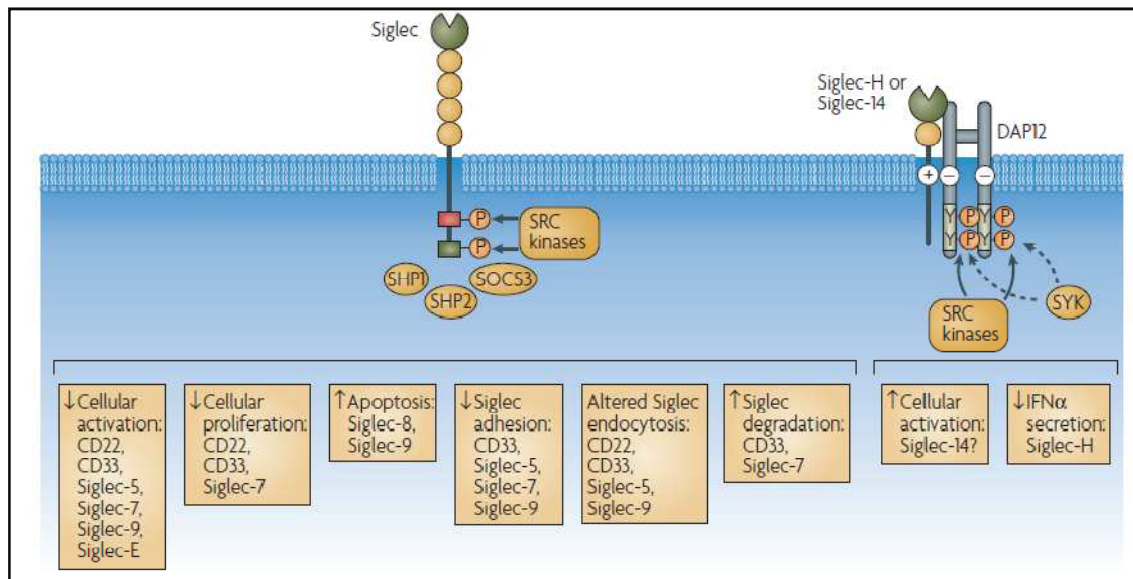 Siglec
Siglec-H or
Siglec-14
DAP12
+
−
−
P
P
SRC
kinases
Y
P
Y
P
Y
P
Y
P
SHP1
SOCS3
SHP2
SRC
kinases
SYK
↓Cellular
activation:
CD22,
CD33,
Siglec-5,
Siglec-7,
Siglec-9,
Siglec-E
↓Cellular
proliferation:
CD22,
CD33,
Siglec-7
↑Apoptosis:
Siglec-8,
Siglec-9
↓Siglec
adhesion:
CD33,
Siglec-5,
Siglec-7,
Siglec-9
Altered Siglec
endocytosis:
CD22,
CD33,
Siglec-5,
Siglec-9
↑Siglec
degradation:
CD33,
Siglec-7
↑Cellular
activation:
Siglec-14?
↓IFNα
secretion:
Siglec-H